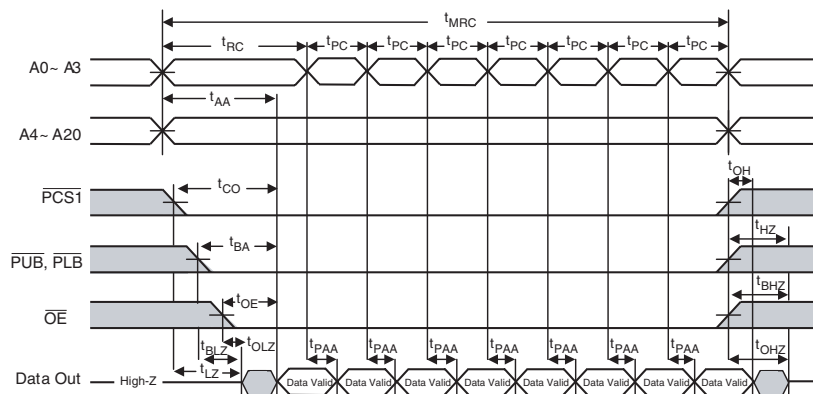 tMRC
tRC tPC tPC tPC tPC tPC tPC tPC
A0~ A3
tAA
A4~ A20
tCO tOH
PCS1
tBA tHZ
PUB, PLB
tOE tBHZ
OE
tBLZ tOLZ tPAA tPAA tPAA tPAA tPAA tPAA tPAA tOHZ
tLZ
Data Out High-Z Data Valid Data Valid Data Valid Data Valid Data Valid Data Valid Data Valid Data Valid